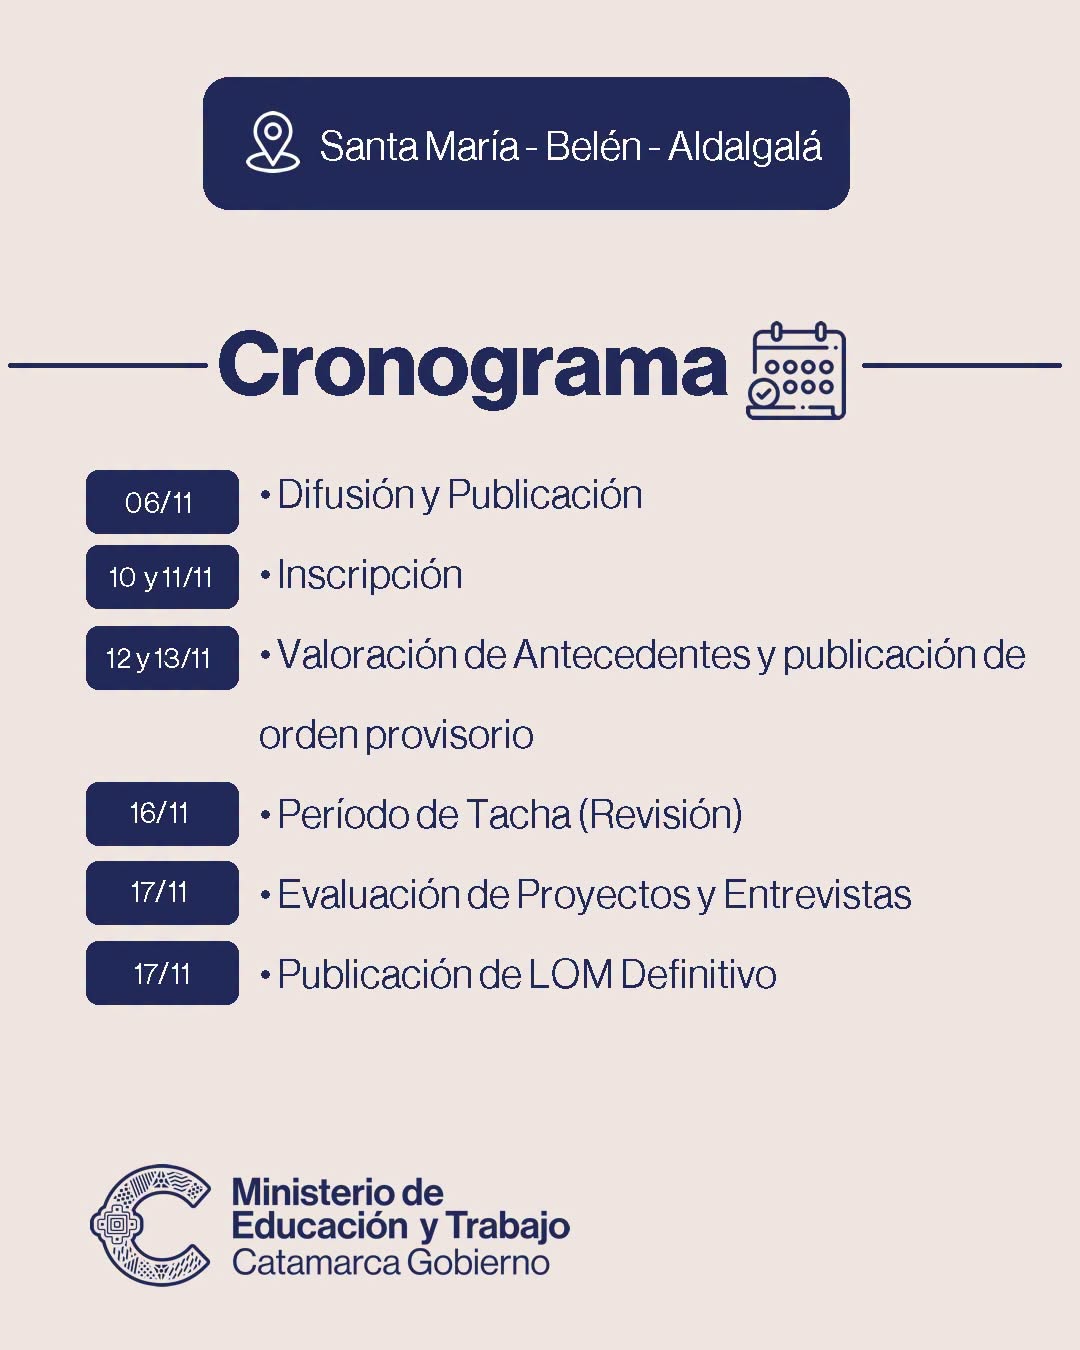 Santa María - Belén - Aldalgalá
Cronograma
06/11
• Difusión y Publicación
10 y 11/11
• Inscripción
12 y 13/11
• Valoración de Antecedentes y publicación de
orden provisorio
16/11
• Período de Tacha (Revisión)
17/11
• Evaluación de Proyectos y Entrevistas
17/11
• Publicación de LOM Definitivo
Ministerio de
Educación y Trabajo
Catamarca Gobierno